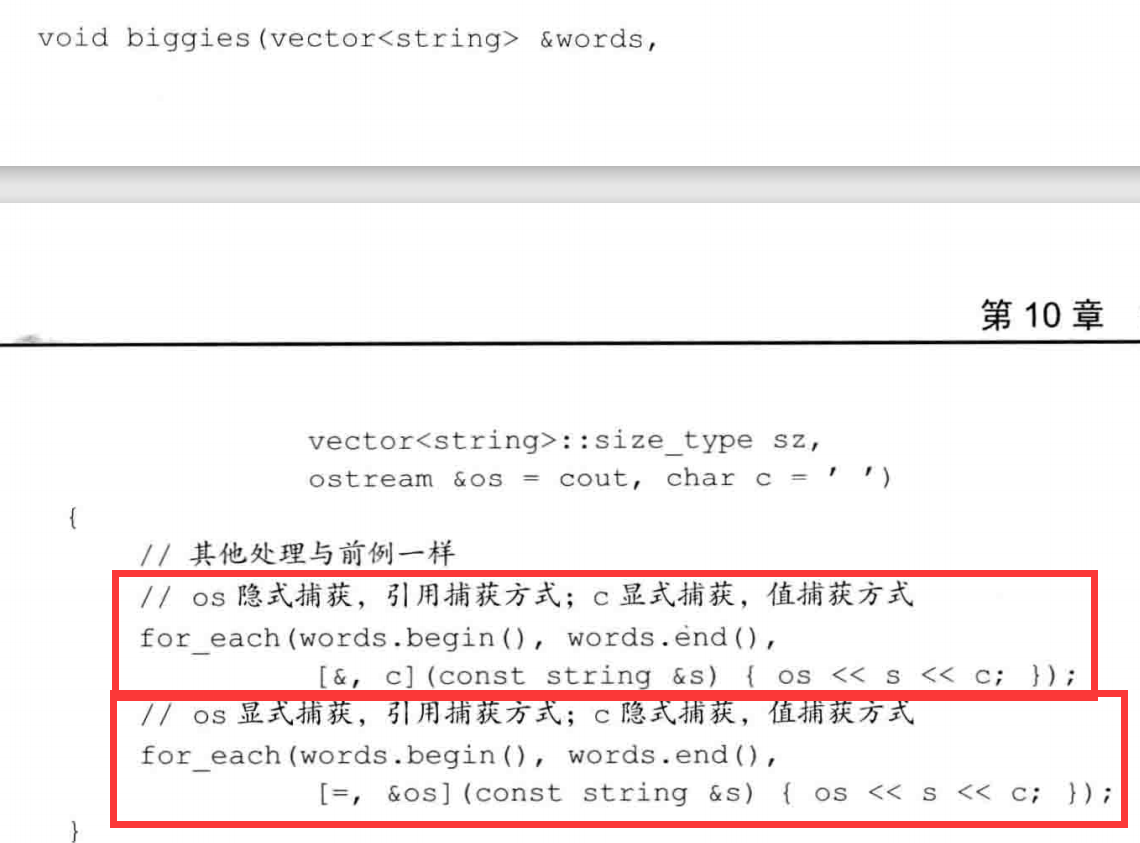 void biggies(vector<string> &words,
第 10 章
vector<string>::size_type sz,
ostream &os = cout, char c = ' ')
{
// 其他处理与前例一样
// os 隐式捕获，引用捕获方式；c 显式捕获，值捕获方式
for_each(words.begin(), words.end(),
[&, c](const string &s) { os << s << c; });
// os 显式捕获，引用捕获方式；c 隐式捕获，值捕获方式
for_each(words.begin(), words.end(),
[=, &os](const string &s) { os << s << c; });
}